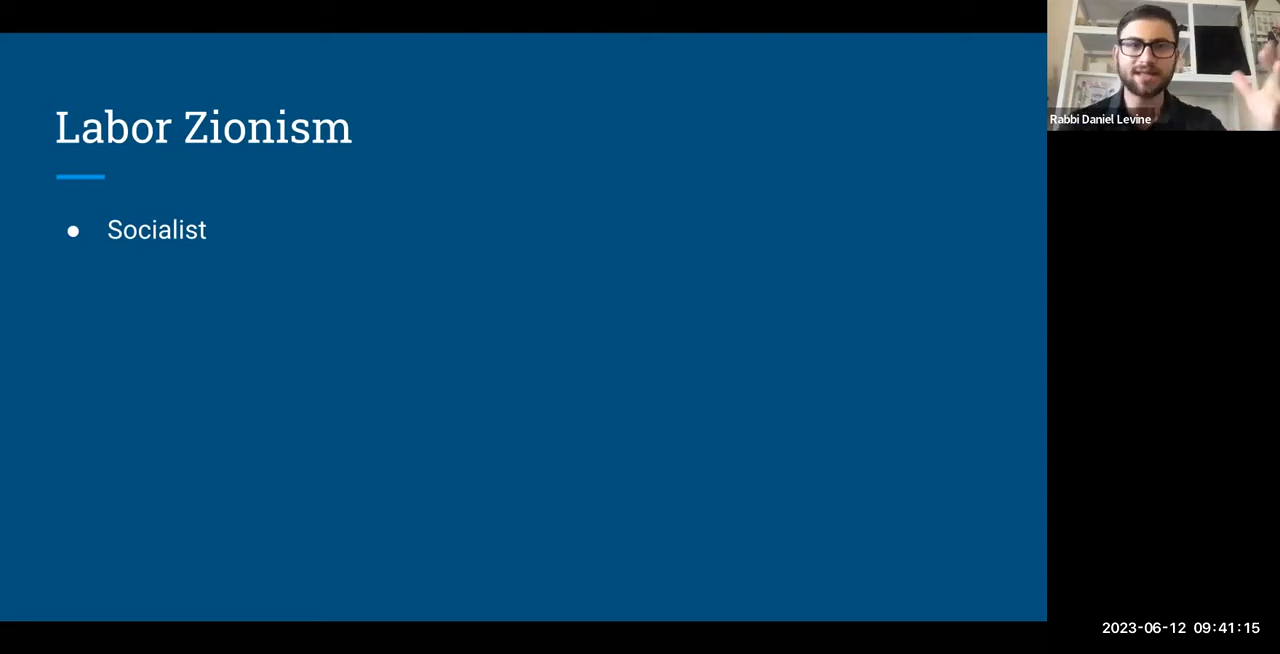 Labor Zionism
● Socialist
Rabbi Daniel Levine
2023-06-12 09:41:15